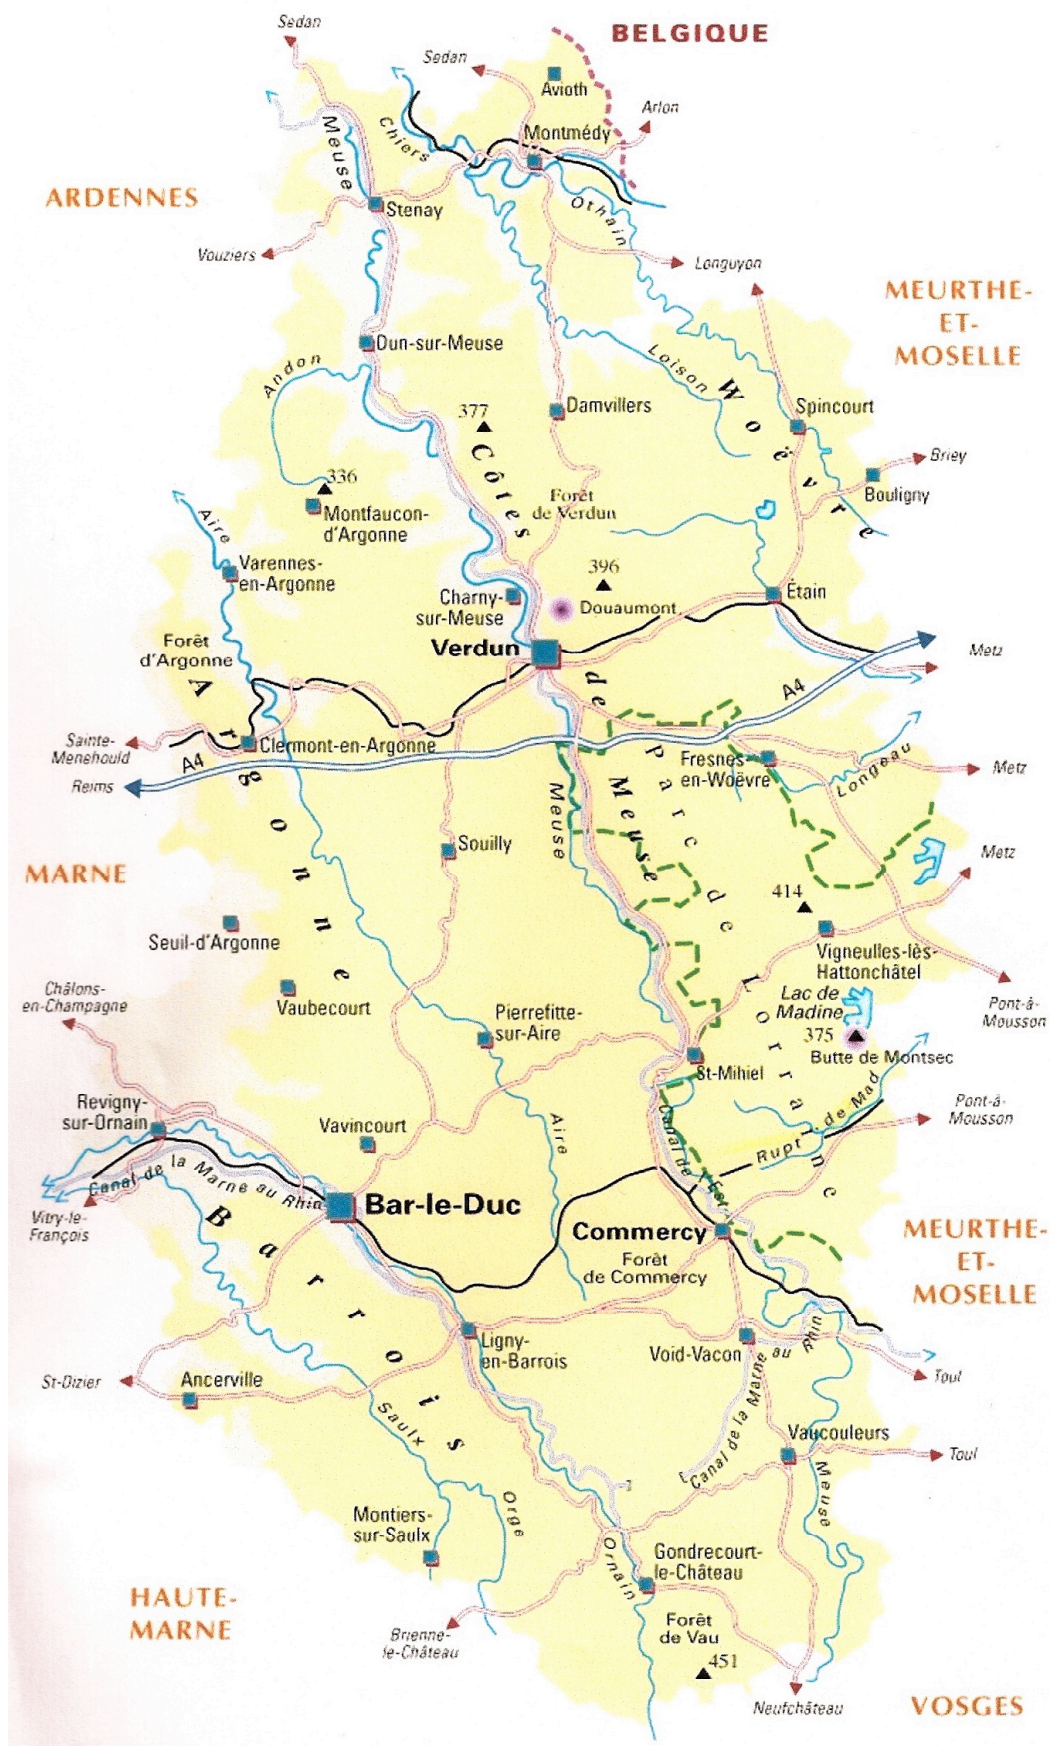 Sedan
BELGIQUE
Sedan
Avioth
Arlon
Montmédy
Chiers
Meuse
ARDENNES
Stenay
Othain
Vouziers
Longuyon
MEURTHE-
ET-
MOSELLE
Dun-sur-Meuse
Andon
Loison
Woëvre
377
Damvillers
Spincourt
Côtes
Briey
336
Bouligny
Montfaucon-
d'Argonne
Forêt
de Verdun
Aire
Varennes-
en-Argonne
396
Charny-
sur-Meuse
Douaumont
Étain
Forêt
d'Argonne
Verdun
Metz
Argonne
de
A4
Sainte-
Menehould
Clermont-en-Argonne
A4
Reims
Parc de Lorraine
Meuse
Fresnes-
en-Woëvre
Metz
Longeau
Meuse
Souilly
MARNE
Metz
414
Seuil-d'Argonne
Vigneulles-lès-
Hattonchâtel
Châlons-
en-Champagne
Vaubecourt
Pierrefitte-
sur-Aire
Lac de
Madine
Pont-à-
Mousson
375
Butte de Montsec
St-Mihiel
Revigny-
sur-Ornain
Vavincourt
Aire
Canal de l'Est
Rupt de Mad
Pont-à-
Mousson
Canal de la Marne au Rhin
Vitry-le-
François
Bar-le-Duc
Barrois
Commercy
Forêt
de Commercy
MEURTHE-
ET-
MOSELLE
Ligny-
en-Barrois
Void-Vacon
Canal de la Marne au Rhin
St-Dizier
Ancerville
Toul
Saulx
Vaucouleurs
Toul
Meuse
Orge
Montiers-
sur-Saulx
Ornain
Gondrecourt-
le-Château
HAUTE-
MARNE
Brienne-
le-Château
Forêt
de Vau
451
Neufchâteau
VOSGES